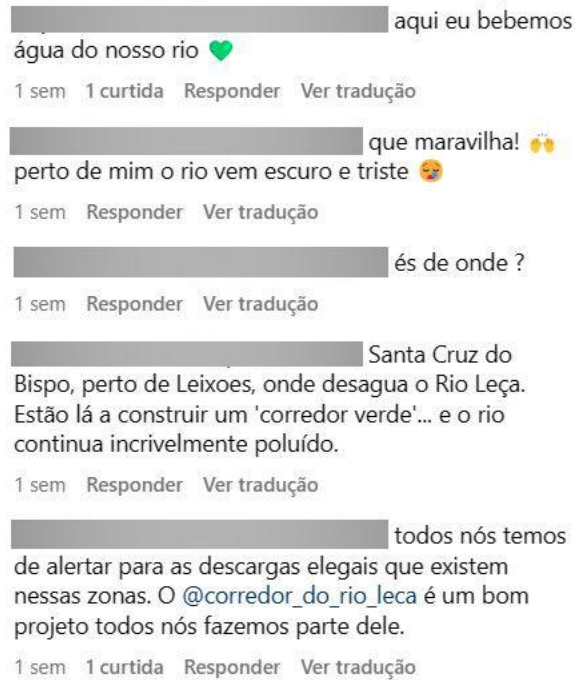 aqui eu bebemos
água do nosso rio 💚
1 sem 1 curtida Responder Ver tradução
que maravilha! 🙌
perto de mim o rio vem escuro e triste 😪
1 sem Responder Ver tradução
és de onde ?
1 sem Responder Ver tradução
Santa Cruz do
Bispo, perto de Leixoes, onde desagua o Rio Leça.
Estão lá a construir um 'corredor verde'... e o rio
continua incrivelmente poluído.
1 sem Responder Ver tradução
todos nós temos
de alertar para as descargas elegais que existem
nessas zonas. O @corredor_do_rio_leca é um bom
projeto todos nós fazemos parte dele.
1 sem 1 curtida Responder Ver tradução